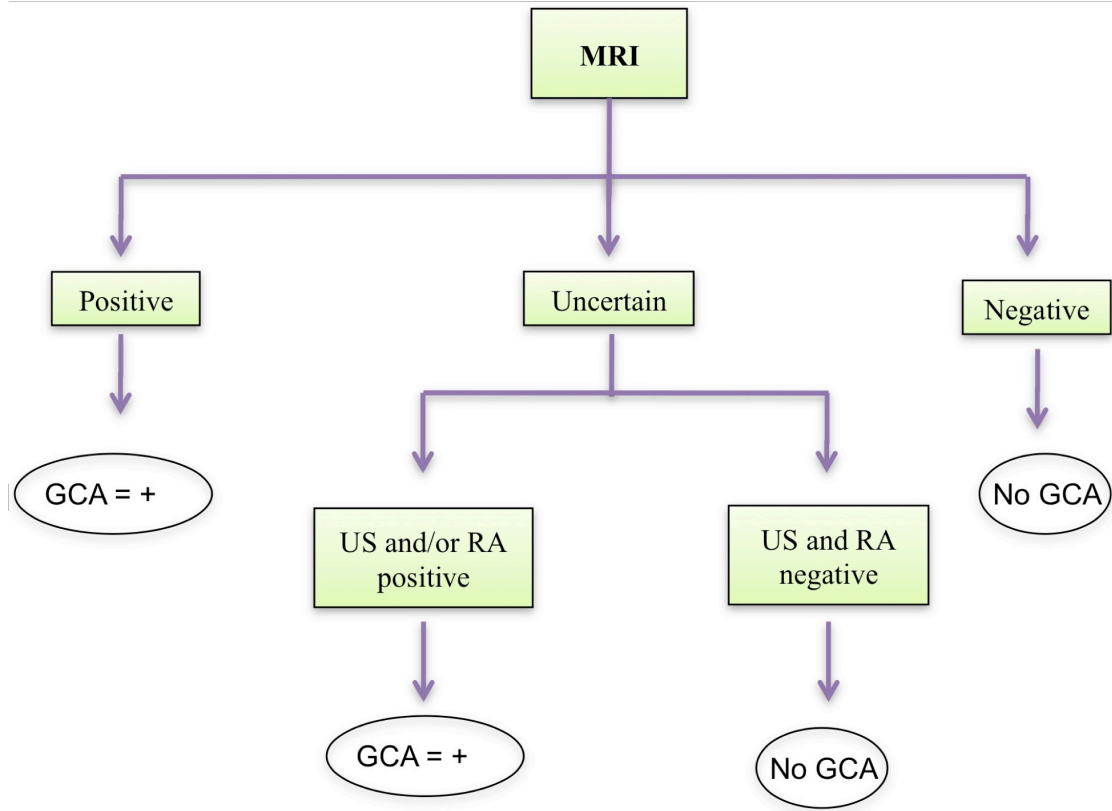 MRI
Positive
Uncertain
Negative
GCA = +
No GCA
US and/or RA
positive
US and RA
negative
GCA = +
No GCA